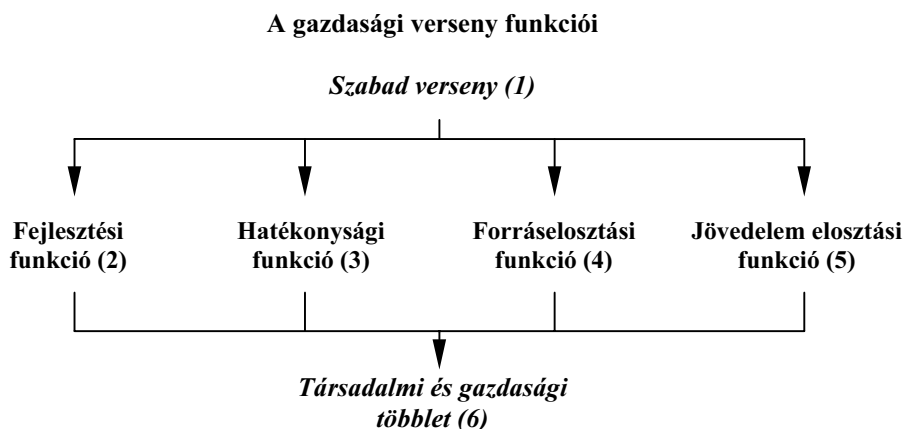 A gazdasági verseny funkciói
Szabad verseny (1)
Fejlesztési
funkció (2)
Hatékonysági
funkció (3)
Forráselosztási
funkció (4)
Jövedelem elosztási
funkció (5)
Társadalmi és gazdasági
többlet (6)